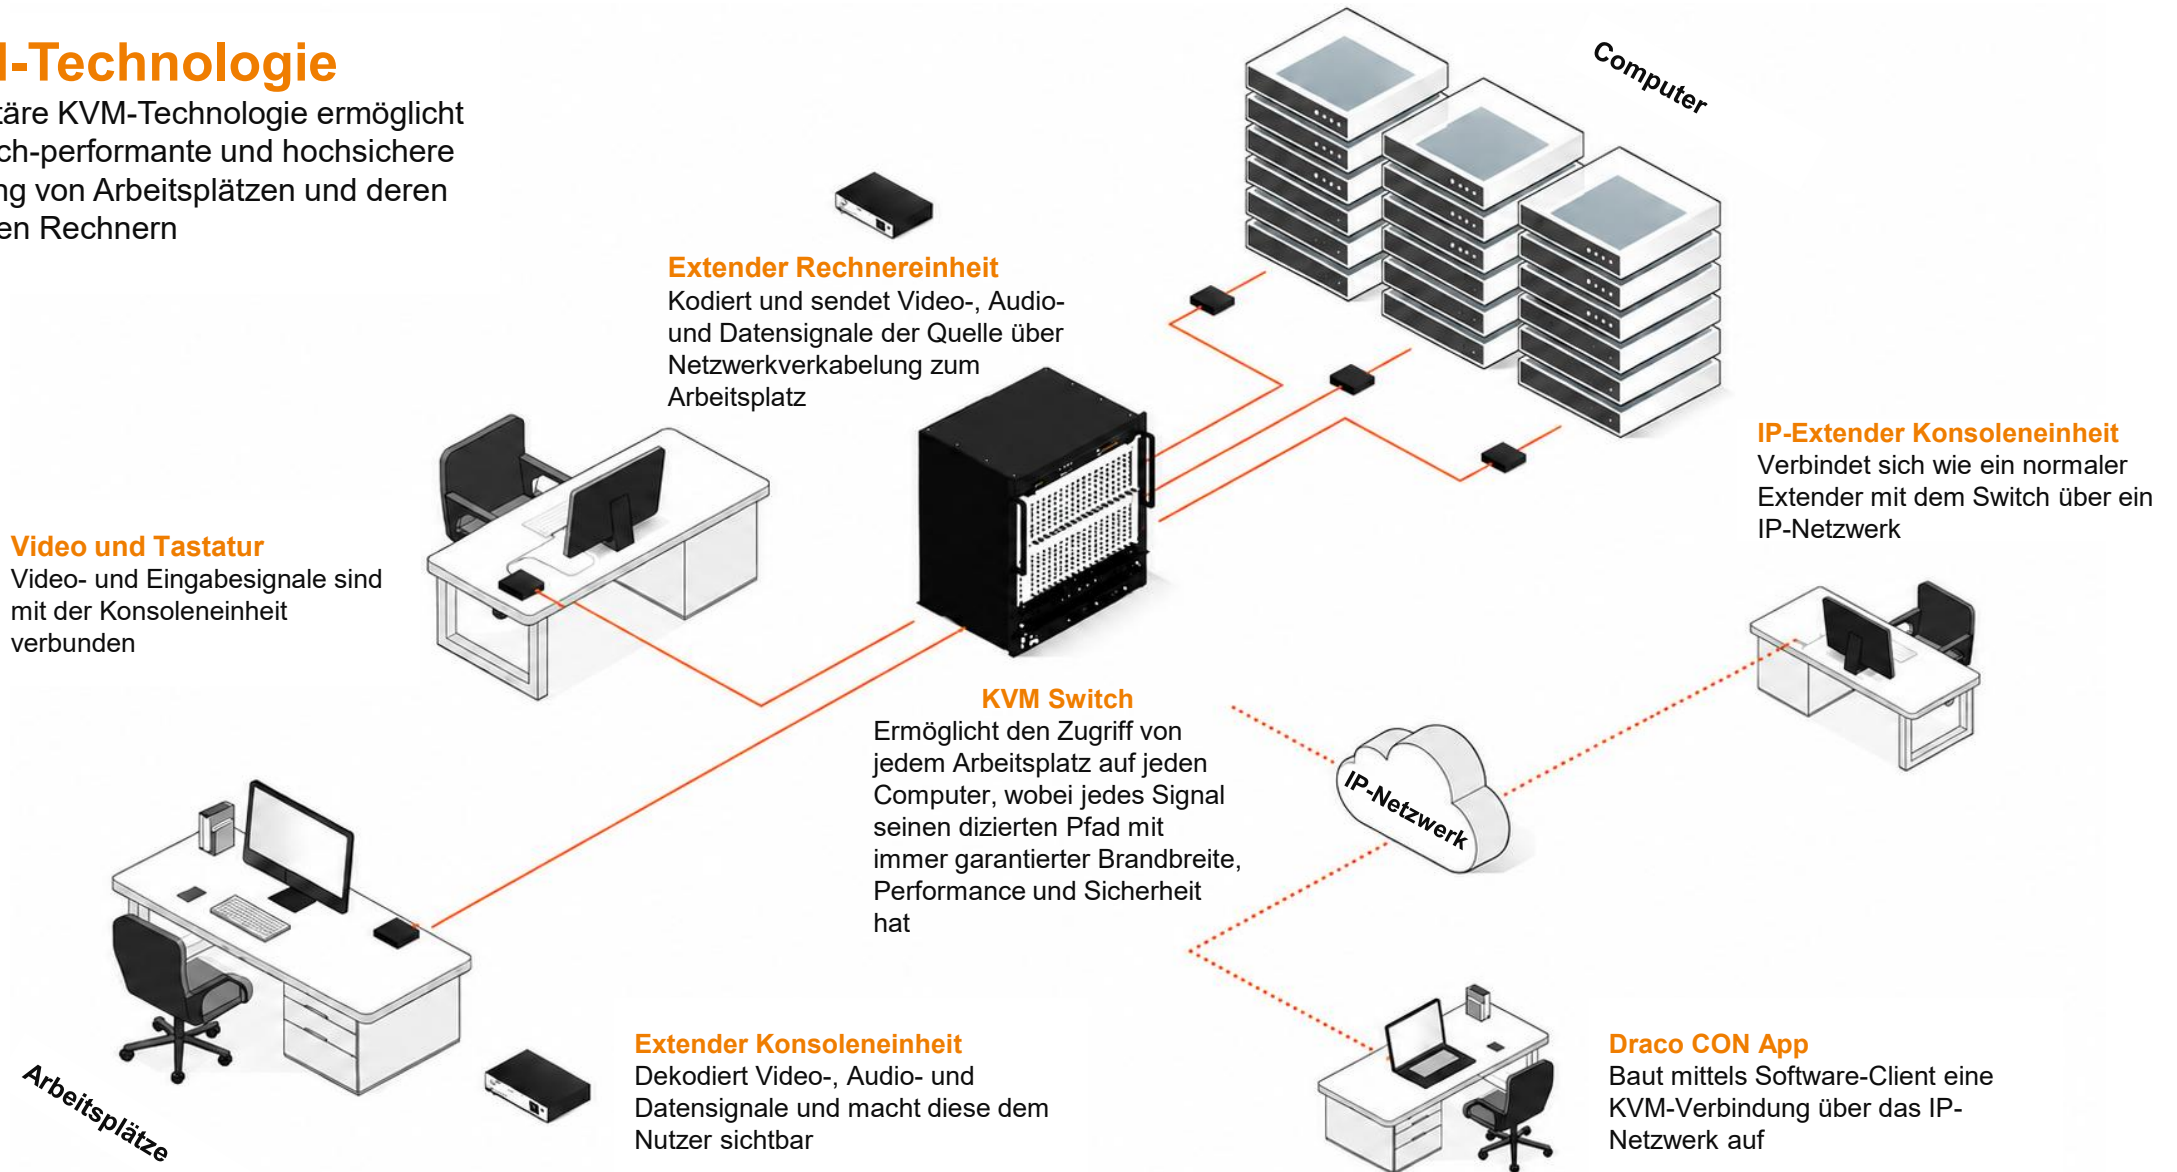 -Technologie
täre KVM-Technologie ermöglicht
ch-performante und hochsichere
ng von Arbeitsplätzen und deren
en Rechnern
Computer
Extender Rechnereinheit
Kodiert und sendet Video-, Audio-
und Datensignale der Quelle über
Netzwerkverkabelung zum
Arbeitsplatz
IP-Extender Konsoleneinheit
Verbindet sich wie ein normaler
Extender mit dem Switch über ein
IP-Netzwerk
Video und Tastatur
Video- und Eingabesignale sind
mit der Konsoleneinheit
verbunden
KVM Switch
Ermöglicht den Zugriff von
jedem Arbeitsplatz auf jeden
Computer, wobei jedes Signal
seinen dizierten Pfad mit
immer garantierter Brandbreite,
Performance und Sicherheit
hat
IP-Netzwerk
Arbeitsplätze
Extender Konsoleneinheit
Dekodiert Video-, Audio- und
Datensignale und macht diese dem
Nutzer sichtbar
Draco CON App
Baut mittels Software-Client eine
KVM-Verbindung über das IP-
Netzwerk auf